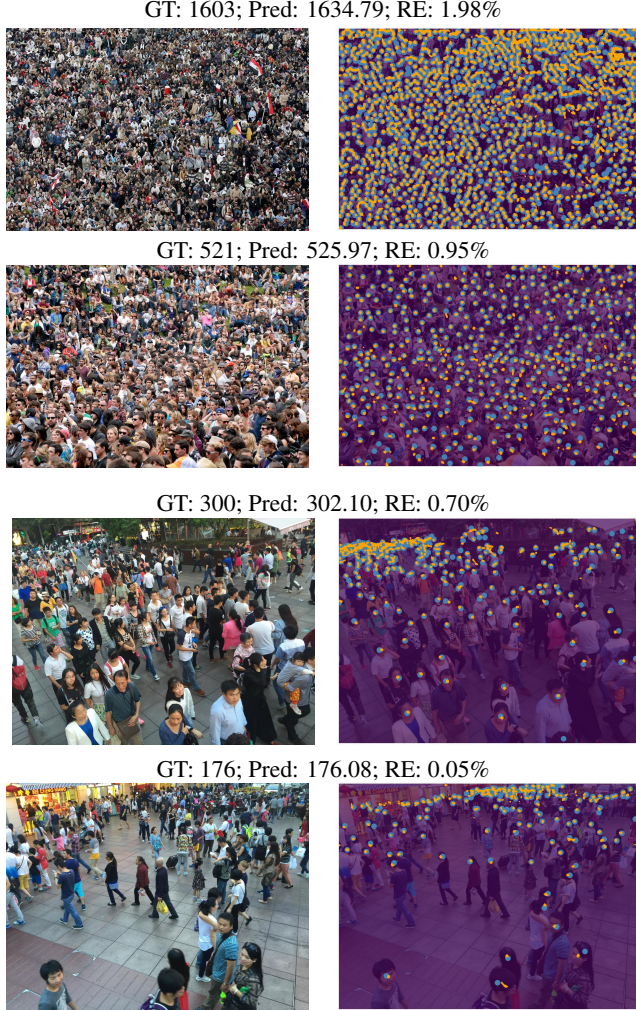 GT: 1603; Pred: 1634.79; RE: 1.98%
GT: 521; Pred: 525.97; RE: 0.95%
GT: 300; Pred: 302.10; RE: 0.70%
GT: 176; Pred: 176.08; RE: 0.05%